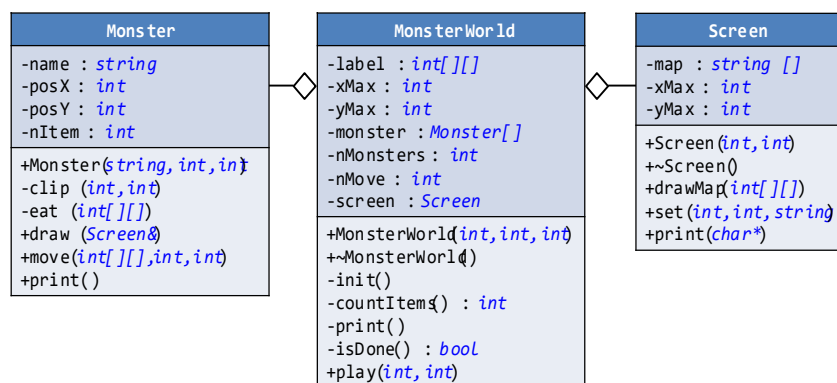 Monster
-name : string
-posX : int
-posY : int
-nItem : int
+Monster(string,int,int)
-clip (int,int)
-eat (int[][])
+draw (Screen&)
+move(int[][],int,int)
+print()
MonsterWorld
-label : int[][]
-xMax : int
-yMax : int
-monster : Monster[]
-nMonsters : int
-nMove : int
-screen : Screen
+MonsterWorld(int,int,int)
+~MonsterWorld()
-init()
-countItems() : int
-print()
-isDone() : bool
+play(int,int)
Screen
-map : string []
-xMax : int
-yMax : int
+Screen(int,int)
+~Screen()
+drawMap(int[][])
+set(int,int,string)
+print(char*)